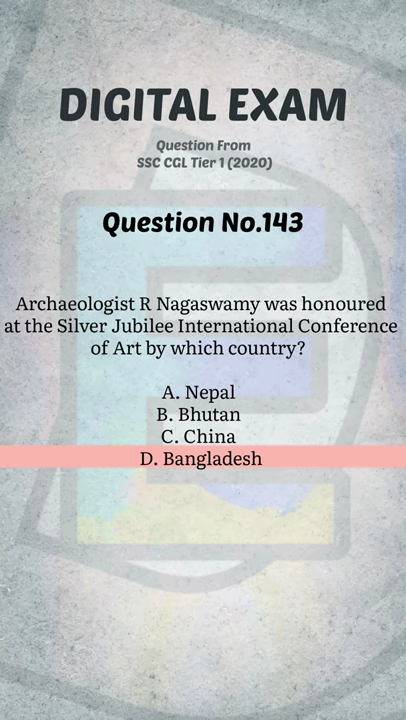 DIGITAL EXAM
Question From
SSC CGL Tier 1 (2020)
Question No.143
Archaeologist R Nagaswamy was honoured
at the Silver Jubilee International Conference
of Art by which country?
A. Nepal
B. Bhutan
C. China
D. Bangladesh